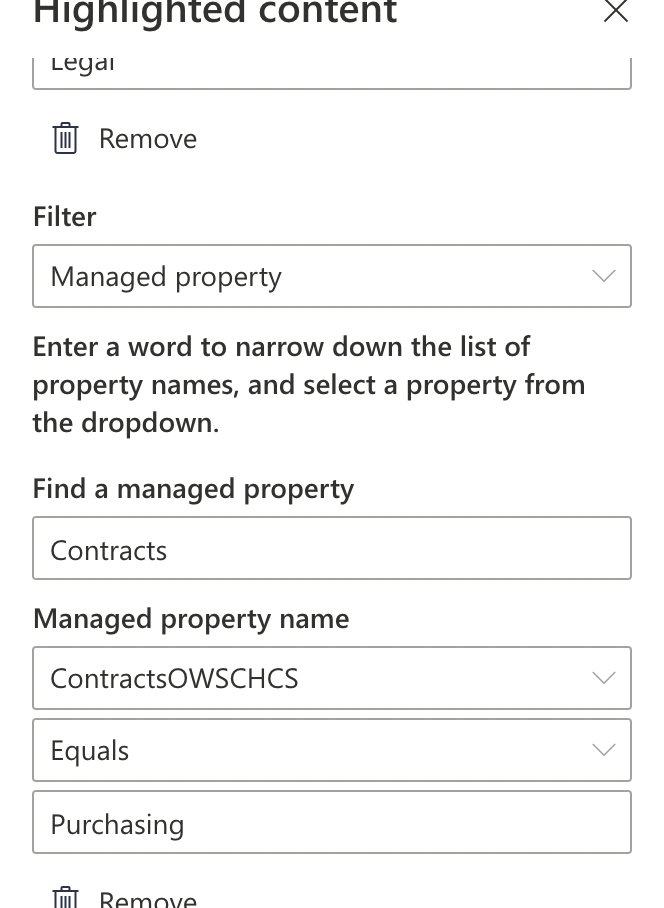 Highlighted content
Legal
Remove
Filter
Managed property
Enter a word to narrow down the list of
property names, and select a property from
the dropdown.
Find a managed property
Contracts
Managed property name
ContractsOWSCHCS
Equals
Purchasing
Remove